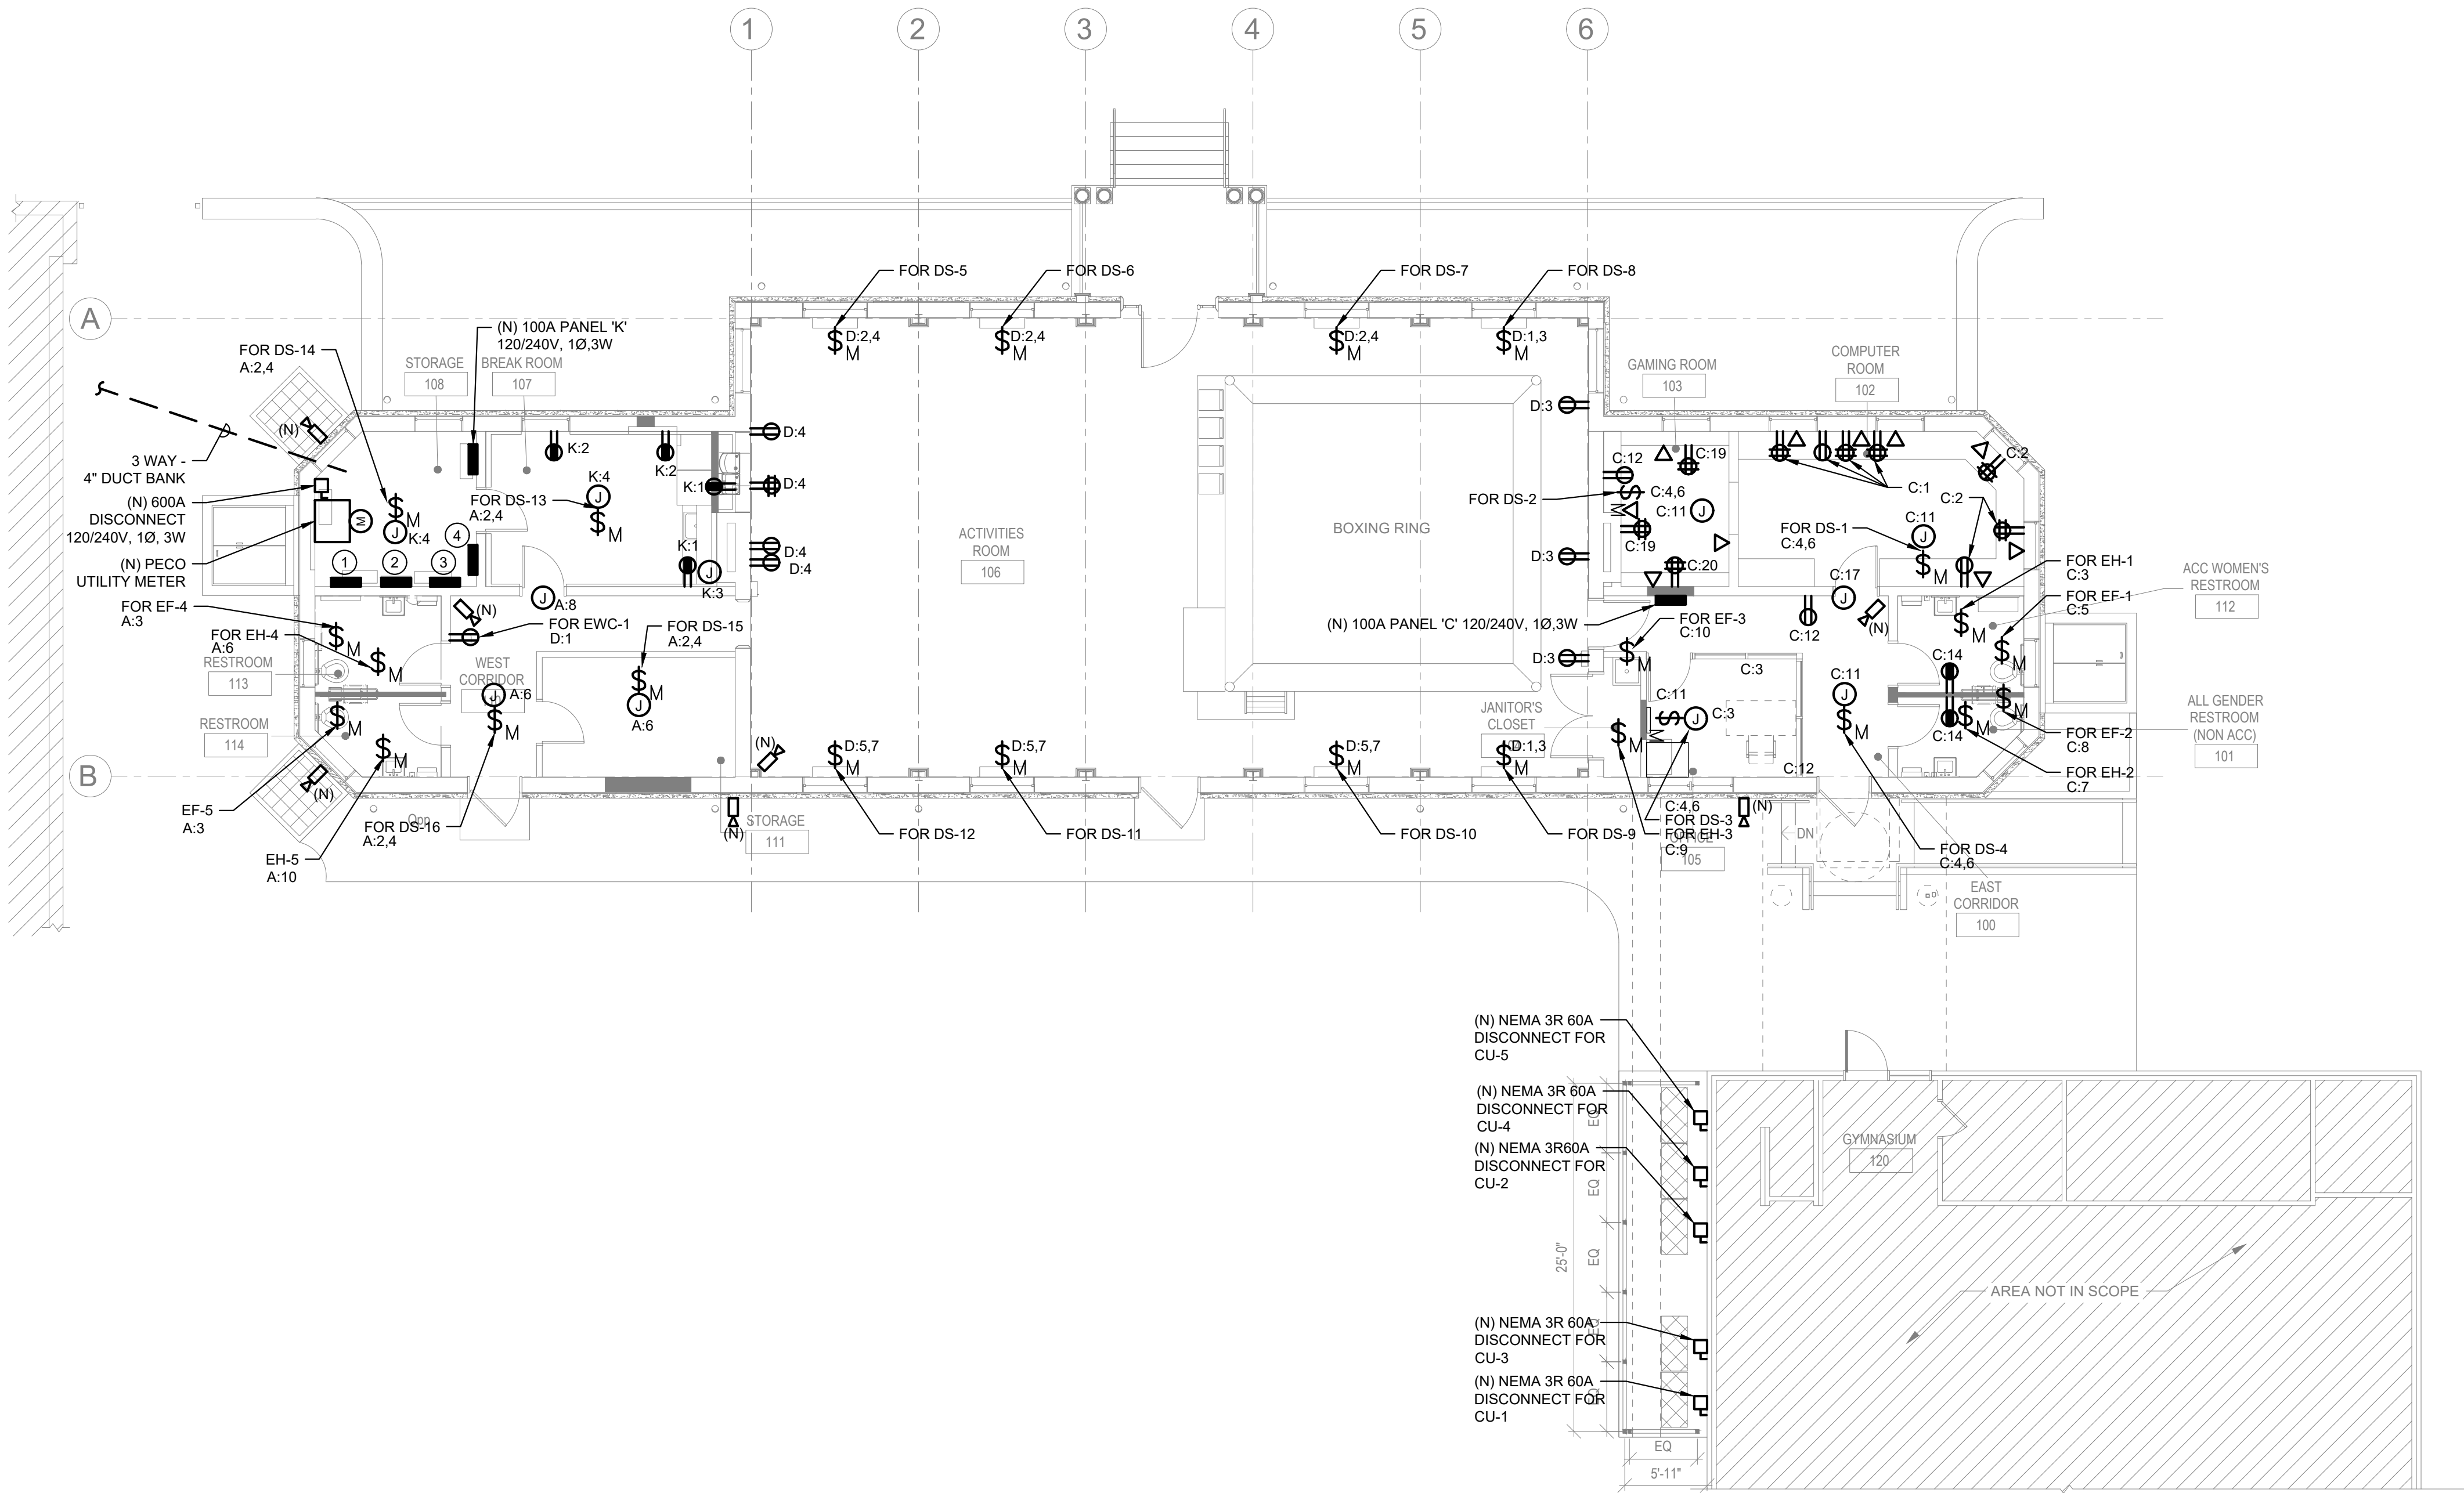 1
2
3
4
5
6
A
B
FOR DS-5
D:2,4
M
FOR DS-6
D:2,4
M
FOR DS-7
D:2,4
M
FOR DS-8
D:1,3
M
(N) 100A PANEL 'K'
120/240V, 1Ø,3W
FOR DS-14
A:2,4
STORAGE
108
BREAK ROOM
107
GAMING ROOM
103
COMPUTER
ROOM
102
(N)
3 WAY -
4" DUCT BANK
(N) 600A
DISCONNECT
120/240V, 1Ø, 3W
(N) PECO
UTILITY METER
M
M
J
K:4
1
2
3
4
K:2
K:2
K:4
J
FOR DS-13
A:2,4
M
K:1
K:1
J
K:3
D:4
D:4
D:4
D:4
ACTIVITIES
ROOM
106
BOXING RING
D:3
D:3
D:3
C:12
C:19
FOR DS-2
C:4,6
M
C:11
J
C:19
C:20
C:1
C:2
C:2
C:11
J
FOR DS-1
C:4,6
M
C:17
J
(N)
C:12
(N) 100A PANEL 'C' 120/240V, 1Ø,3W
FOR EF-3
C:10
M
FOR EH-1
C:3
M
FOR EF-1
C:5
M
ACC WOMEN'S
RESTROOM
112
FOR EF-4
A:3
M
FOR EH-4
A:6
M
RESTROOM
113
RESTROOM
114
J
A:8
(N)
FOR EWC-1
D:1
FOR DS-15
A:2,4
M
J
A:6
WEST
CORRIDOR
J
A:6
M
M
M
EF-5
A:3
(N)
EH-5
A:10
FOR DS-16
A:2,4
Opp
(N)
(N)
STORAGE
111
D:5,7
M
FOR DS-12
D:5,7
M
FOR DS-11
D:5,7
M
FOR DS-10
D:1,3
M
FOR DS-9
JANITOR'S
CLOSET
M
C:3
C:11
J
C:3
M
C:12
C:4,6
FOR DS-3
FOR EH-3
C:9
OFFICE
105
(N)
DN
C:11
J
M
FOR DS-4
C:4,6
C:14
C:14
M
M
FOR EF-2
C:8
FOR EH-2
C:7
ALL GENDER
RESTROOM
(NON ACC)
101
EAST
CORRIDOR
100
(N) NEMA 3R 60A
DISCONNECT FOR
CU-5
(N) NEMA 3R 60A
DISCONNECT FOR
CU-4
(N) NEMA 3R60A
DISCONNECT FOR
CU-2
(N) NEMA 3R 60A
DISCONNECT FOR
CU-3
(N) NEMA 3R 60A
DISCONNECT FOR
CU-1
EQ
EQ
EQ
EQ
EQ
25'-0"
EQ
5'-11"
GYMNASIUM
120
AREA NOT IN SCOPE